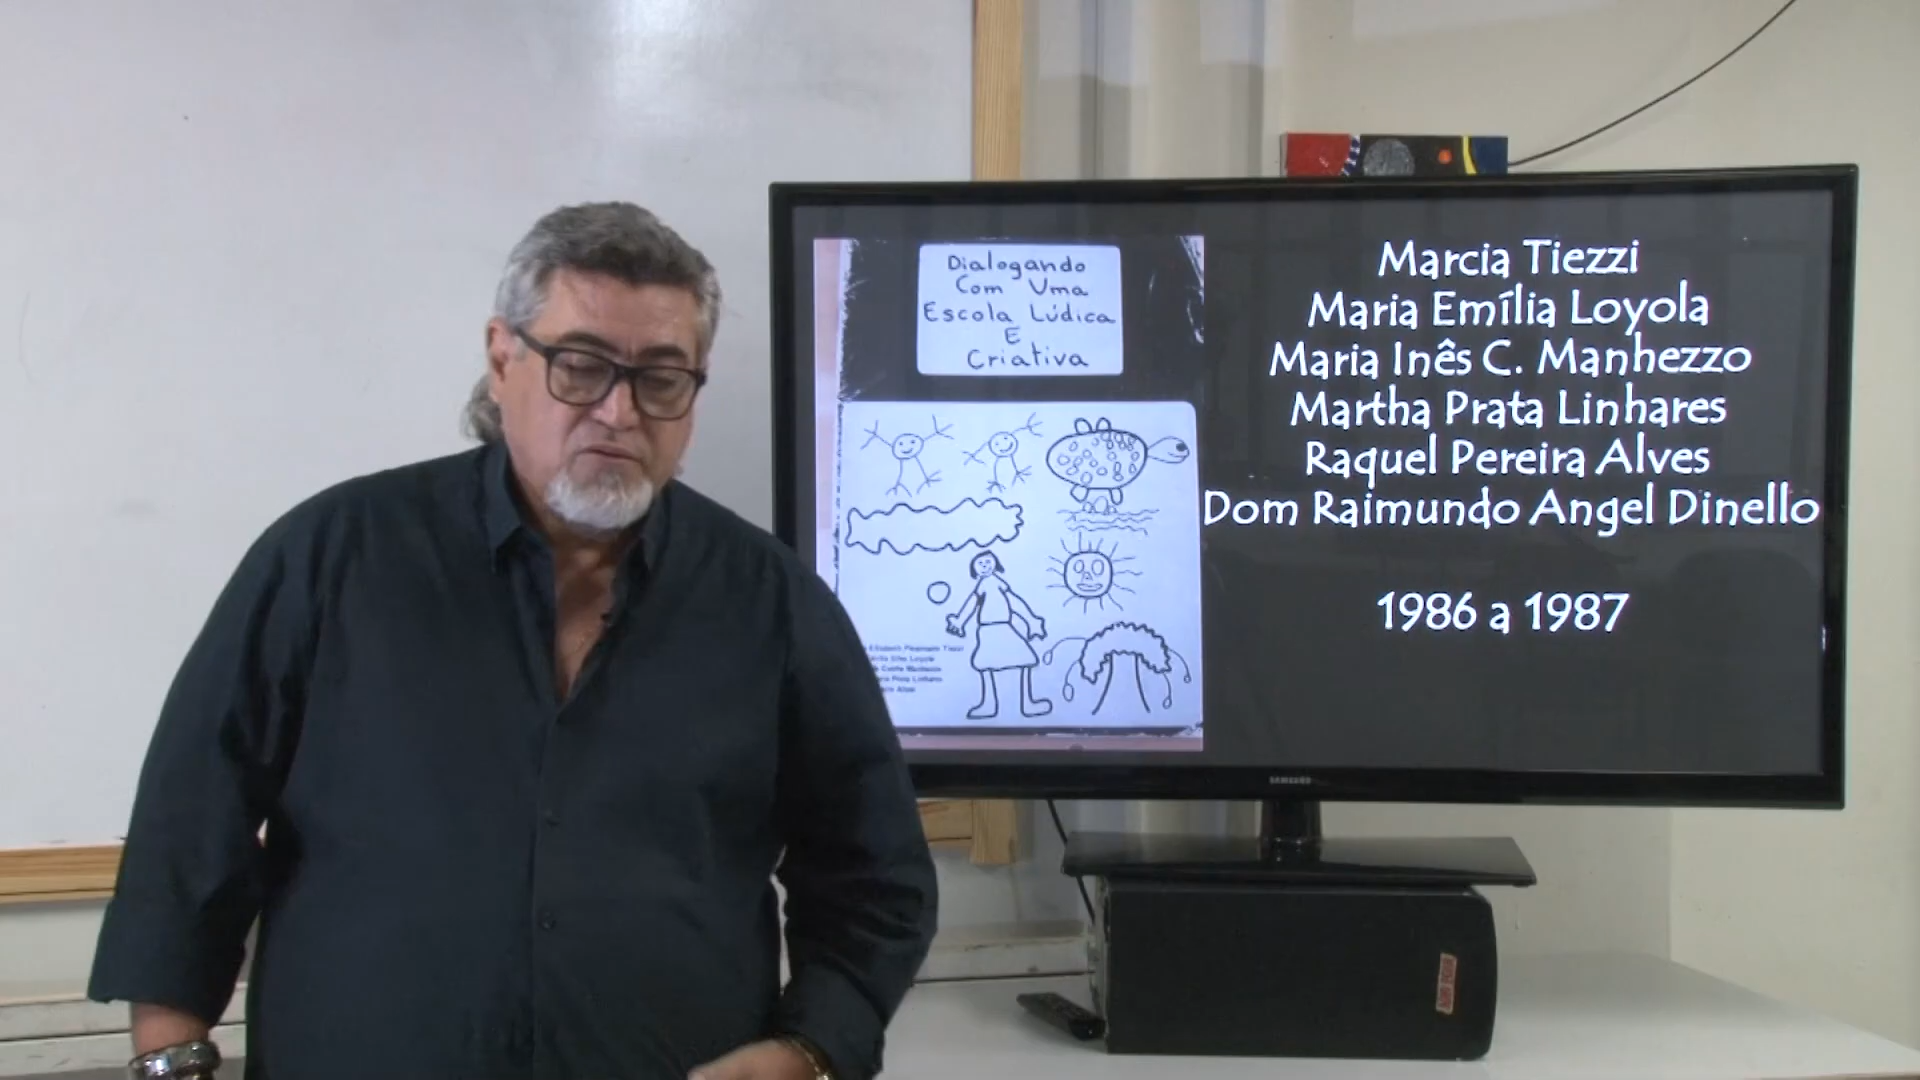 Dialogando
Com Uma
Escola Lúdica
E
Criativa
Marcia Tiezzi
Maria Emília Loyola
Maria Inês C. Manhezzo
Martha Prata Linhares
Raquel Pereira Alves
Dom Raimundo Angel Dinello
1986 a 1987
SAMSUNG